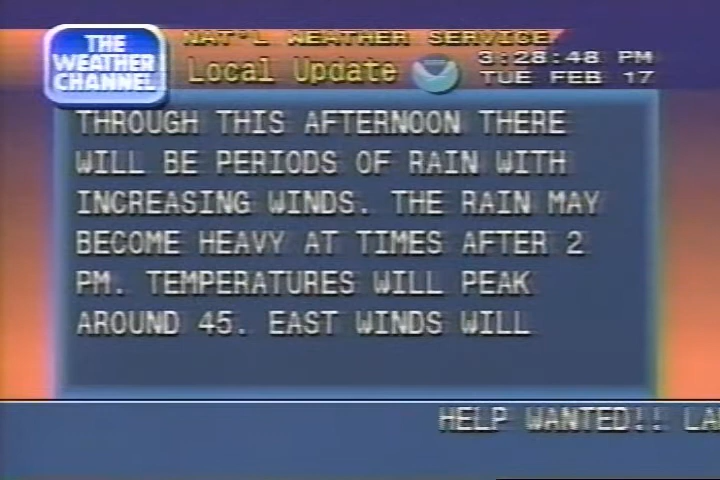 THE
WEATHER
CHANNEL
NAT'L WEATHER SERVICE
Local Update
3:28:48 PM
TUE FEB 17
THROUGH THIS AFTERNOON THERE
WILL BE PERIODS OF RAIN WITH
INCREASING WINDS. THE RAIN MAY
BECOME HEAVY AT TIMES AFTER 2
PM. TEMPERATURES WILL PEAK
AROUND 45. EAST WINDS WILL
HELP WANTED!!